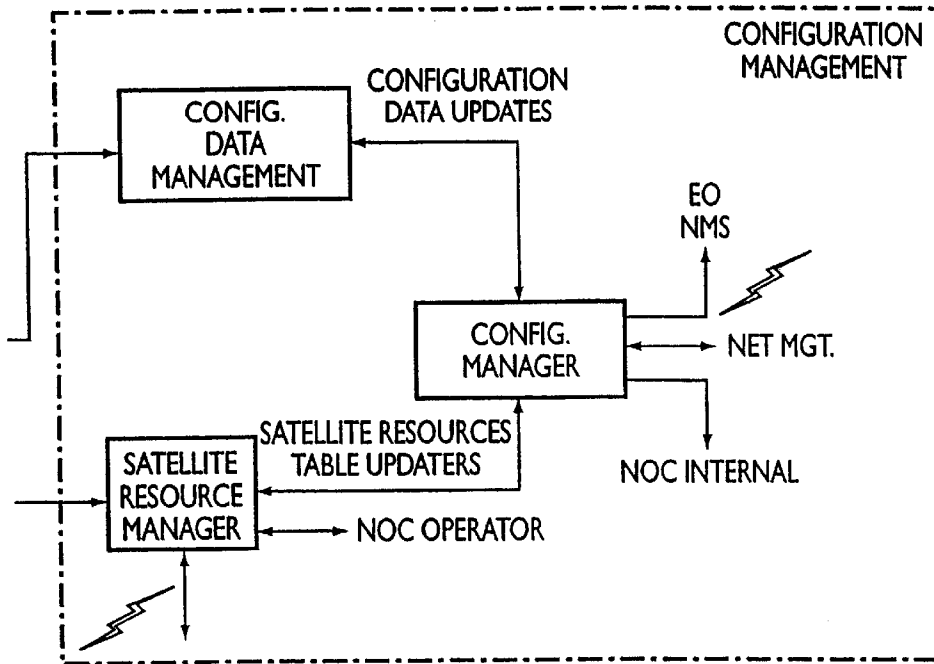 CONFIGURATION
MANAGEMENT
CONFIGURATION
DATA UPDATES
CONFIG.
DATA
MANAGEMENT
EO
NMS
CONFIG.
MANAGER
NET MGT.
SATELLITE RESOURCES
TABLE UPDATERS
NOC INTERNAL
SATELLITE
RESOURCE
MANAGER
NOC OPERATOR